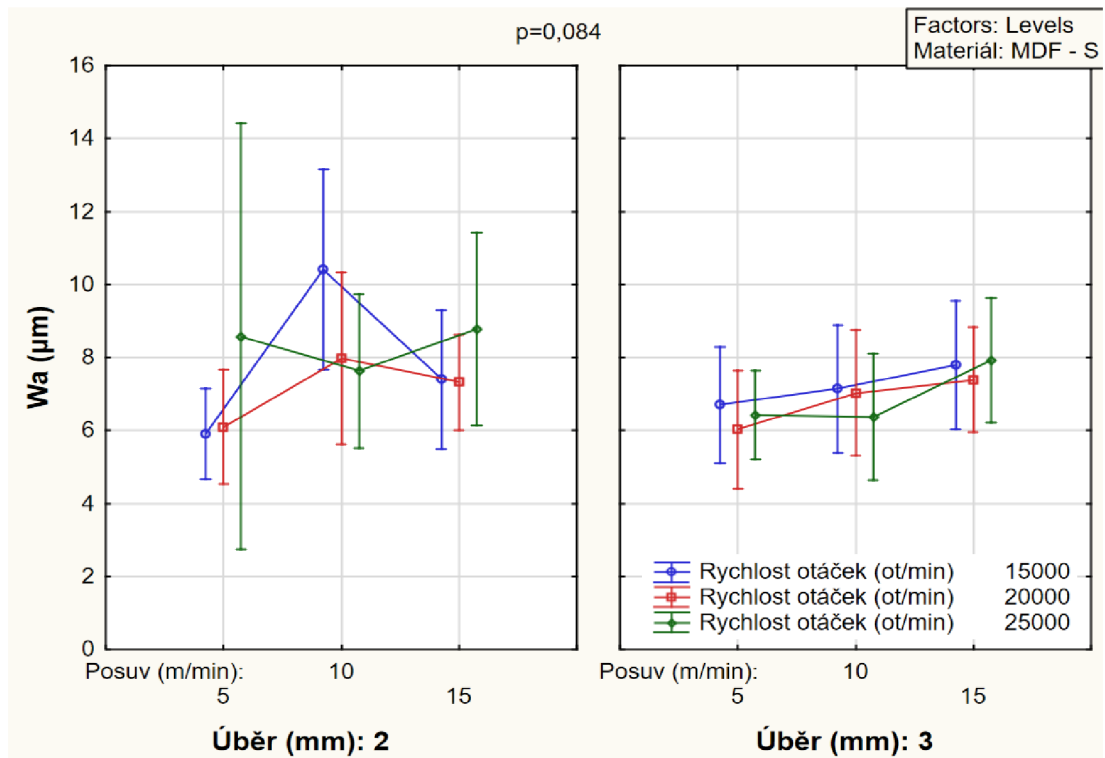 p=0,084
Factors: Levels
Materiál: MDF - S
Wa (µm)
16
14
12
10
8
6
4
2
0
Posuv (m/min):
5
10
15
Úběr (mm): 2
Rychlost otáček (ot/min) 15000
Rychlost otáček (ot/min) 20000
Rychlost otáček (ot/min) 25000
Posuv (m/min):
5
10
15
Úběr (mm): 3